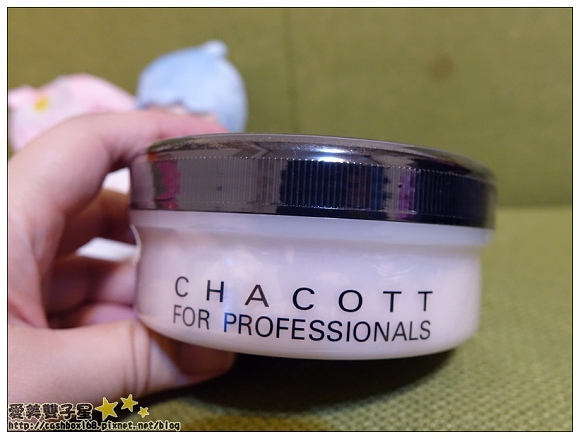 CHACOTT
FOR PROFESSIONALS
愛美雙子星
http://cashbox168.pixnet.net/blog